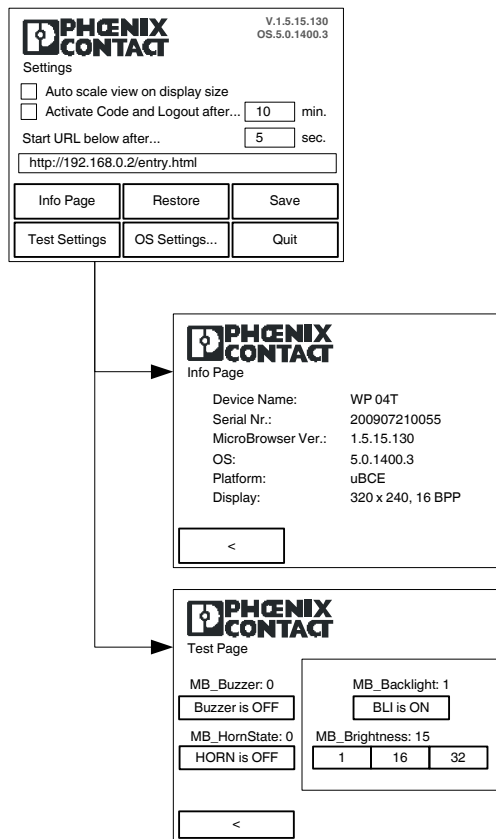 PHŒNIX
CONTACT
V.1.5.15.130
OS.5.0.1400.3
Settings
Auto scale view on display size
Activate Code and Logout after... 10 min.
Start URL below after... 5 sec.
http://192.168.0.2/entry.html
Info Page Restore Save
Test Settings OS Settings... Quit
PHŒNIX
CONTACT
Info Page
Device Name: WP 04T
Serial Nr.: 200907210055
MicroBrowser Ver.: 1.5.15.130
OS: 5.0.1400.3
Platform: uBCE
Display: 320 x 240, 16 BPP
<
PHŒNIX
CONTACT
Test Page
MB_Buzzer: 0 MB_Backlight: 1
Buzzer is OFF BLI is ON
MB_HornState: 0 MB_Brightness: 15
HORN is OFF 1 16 32
<